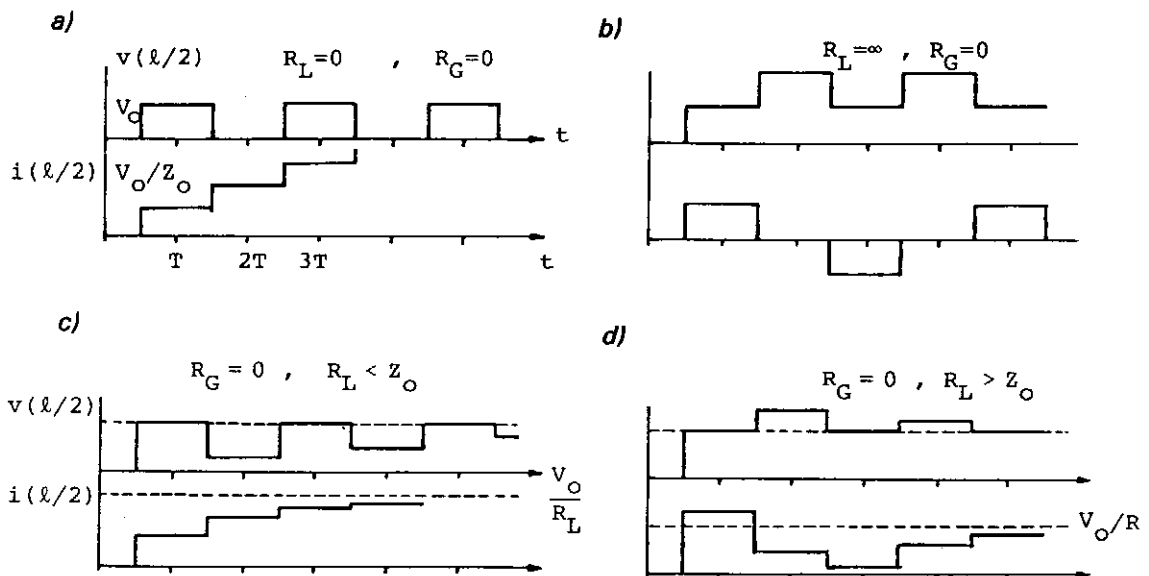 a)
v(ℓ/2) R_L=0 , R_G=0
V_o
t
i(ℓ/2) V_o/Z_o
T 2T 3T t
b)
R_L=∞ , R_G=0
c)
R_G = 0 , R_L < Z_o
v(ℓ/2)
i(ℓ/2)
V_o
R_L
d)
R_G = 0 , R_L > Z_o
V_o/R